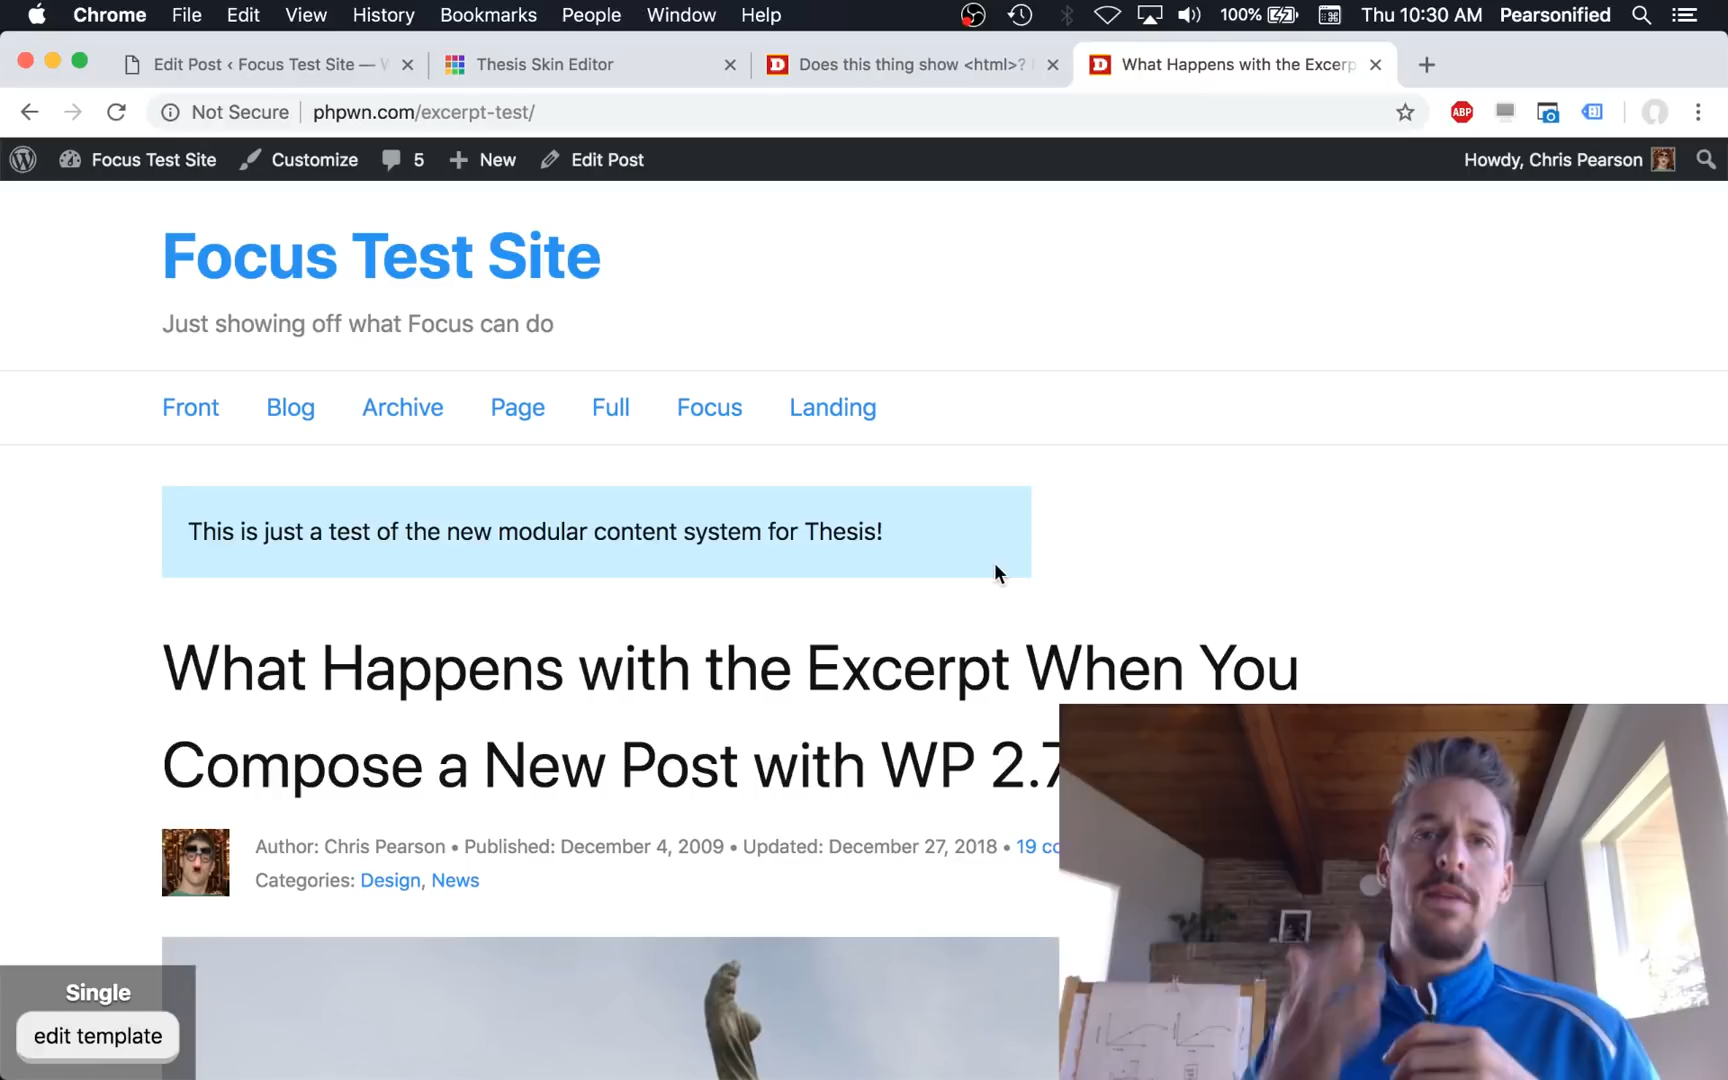 Chrome File Edit View History Bookmarks People Window Help 100% Thu 10:30 AM Pearsonified
Edit Post ‹ Focus Test Site —
Thesis Skin Editor
Does this thing show <html>?
What Happens with the Excerp
Not Secure phpwn.com/excerpt-test/
ABP
Focus Test Site Customize 5 New Edit Post Howdy, Chris Pearson
Focus Test Site
Just showing off what Focus can do
Front Blog Archive Page Full Focus Landing
This is just a test of the new modular content system for Thesis!
What Happens with the Excerpt When You
Compose a New Post with WP 2.7
Author: Chris Pearson • Published: December 4, 2009 • Updated: December 27, 2018 • 19 co
Categories: Design, News
Single
edit template